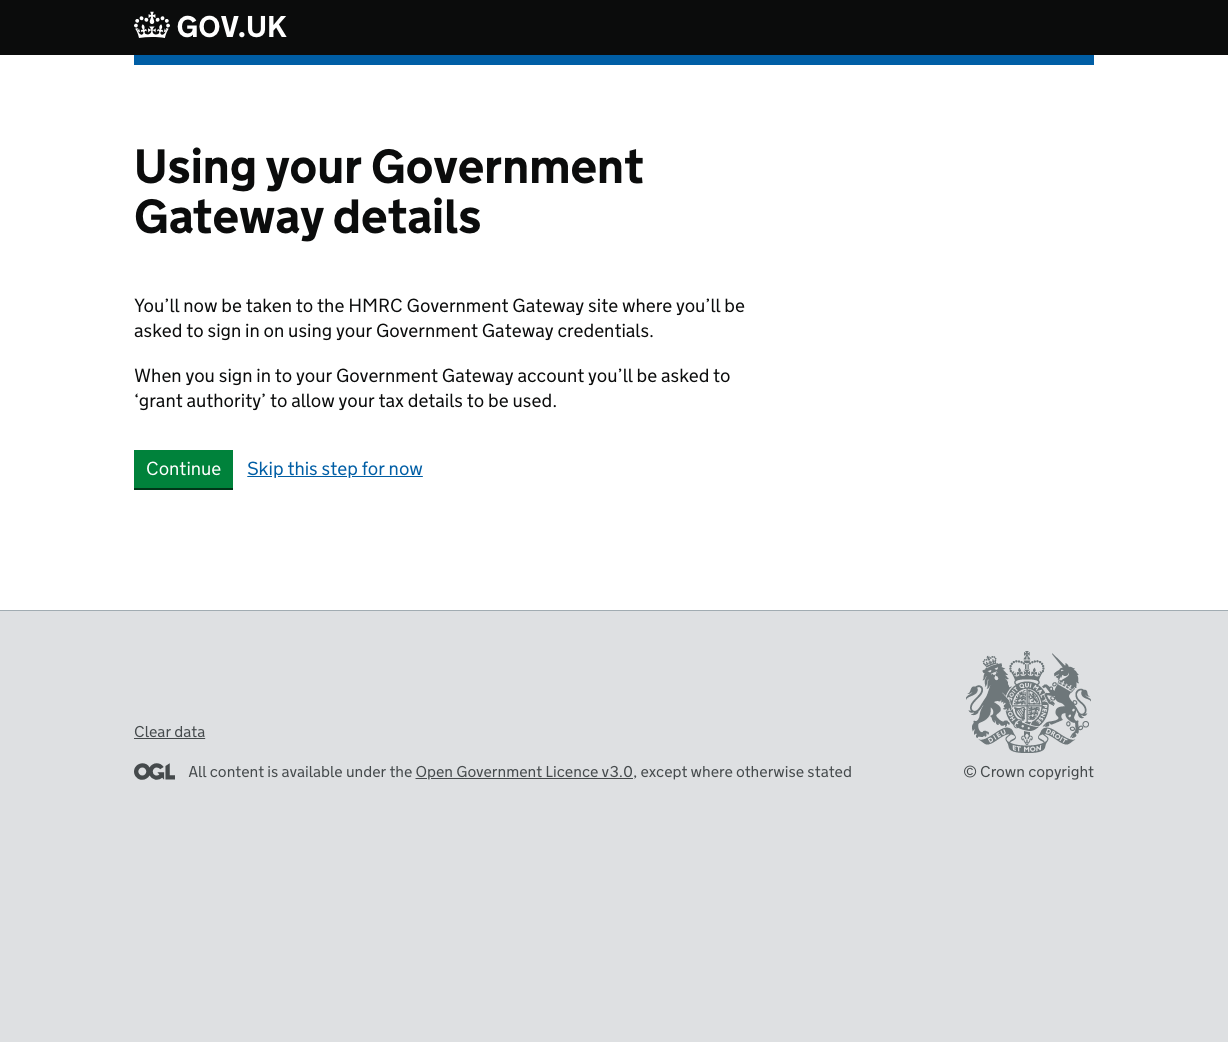 GOV.UK
Using your Government
Gateway details
You’ll now be taken to the HMRC Government Gateway site where you’ll be
asked to sign in on using your Government Gateway credentials.
When you sign in to your Government Gateway account you’ll be asked to
‘grant authority’ to allow your tax details to be used.
Continue
Skip this step for now
Clear data
OGL All content is available under the Open Government Licence v3.0, except where otherwise stated
DIEU ET MON DROIT
© Crown copyright